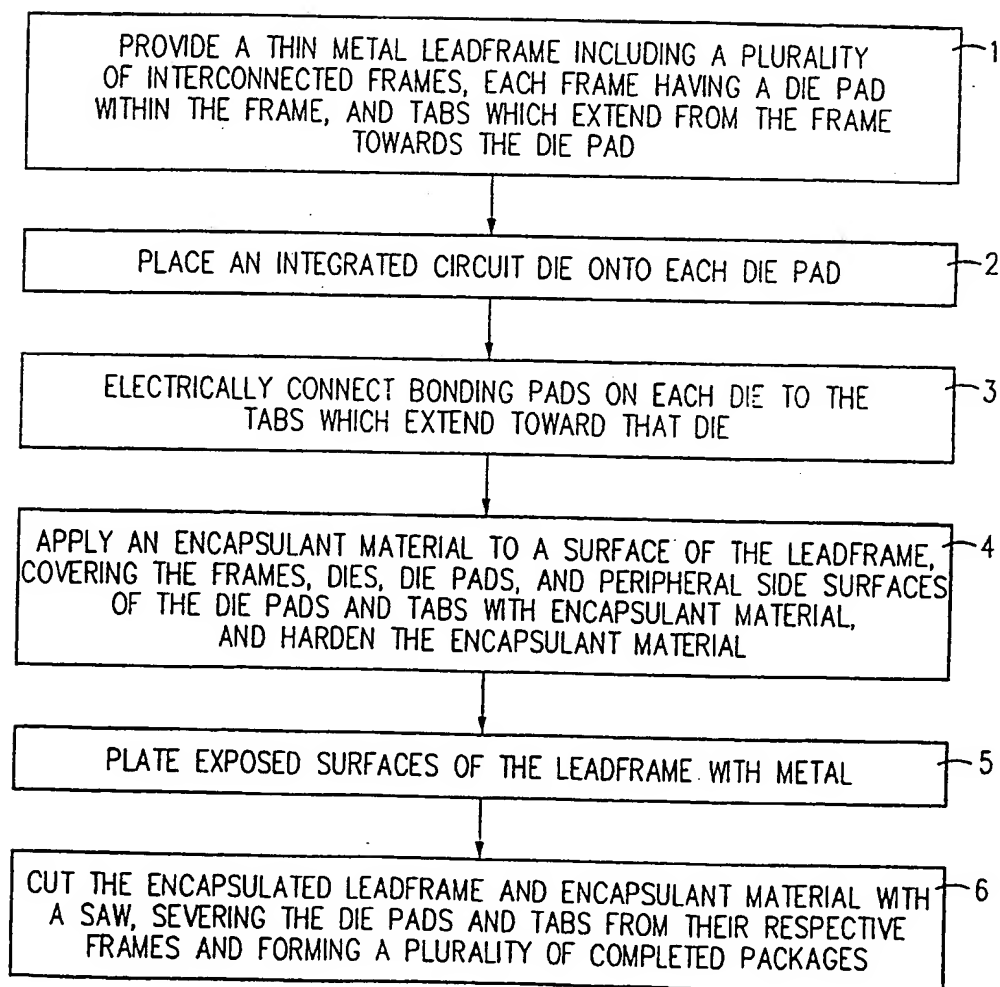 PROVIDE A THIN METAL LEADFRAME INCLUDING A PLURALITY
OF INTERCONNECTED FRAMES, EACH FRAME HAVING A DIE PAD
WITHIN THE FRAME, AND TABS WHICH EXTEND FROM THE FRAME
TOWARDS THE DIE PAD
1
PLACE AN INTEGRATED CIRCUIT DIE ONTO EACH DIE PAD
2
ELECTRICALLY CONNECT BONDING PADS ON EACH DIE TO THE
TABS WHICH EXTEND TOWARD THAT DIE
3
APPLY AN ENCAPSULANT MATERIAL TO A SURFACE OF THE LEADFRAME,
COVERING THE FRAMES, DIES, DIE PADS, AND PERIPHERAL SIDE SURFACES
OF THE DIE PADS AND TABS WITH ENCAPSULANT MATERIAL,
AND HARDEN THE ENCAPSULANT MATERIAL
4
PLATE EXPOSED SURFACES OF THE LEADFRAME WITH METAL
5
CUT THE ENCAPSULATED LEADFRAME AND ENCAPSULANT MATERIAL WITH
A SAW, SEVERING THE DIE PADS AND TABS FROM THEIR RESPECTIVE
FRAMES AND FORMING A PLURALITY OF COMPLETED PACKAGES
6